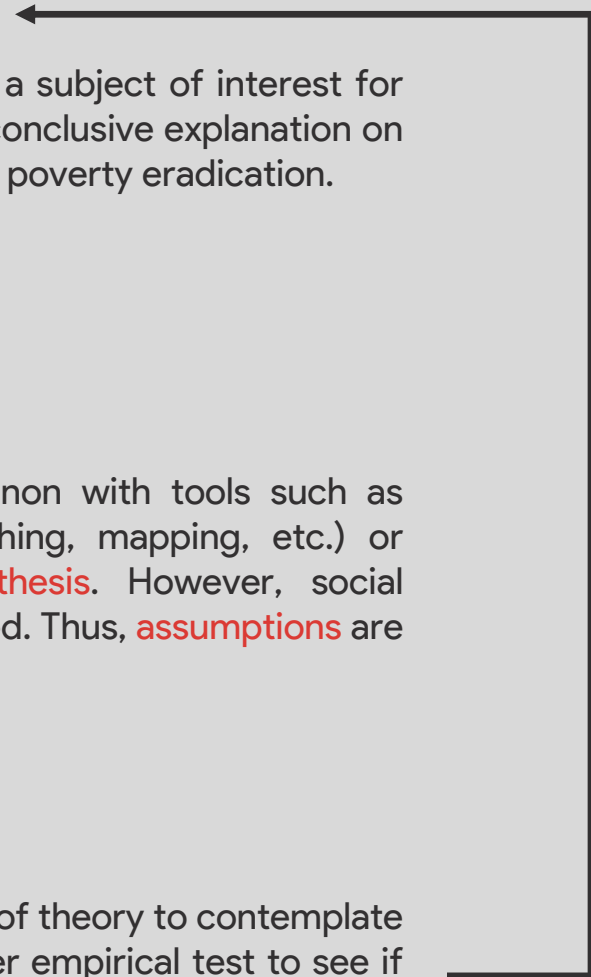 a subject of interest for
conclusive explanation on
poverty eradication.
non with tools such as
hing, mapping, etc.) or
thesis. However, social
d. Thus, assumptions are
of theory to contemplate
er empirical test to see if